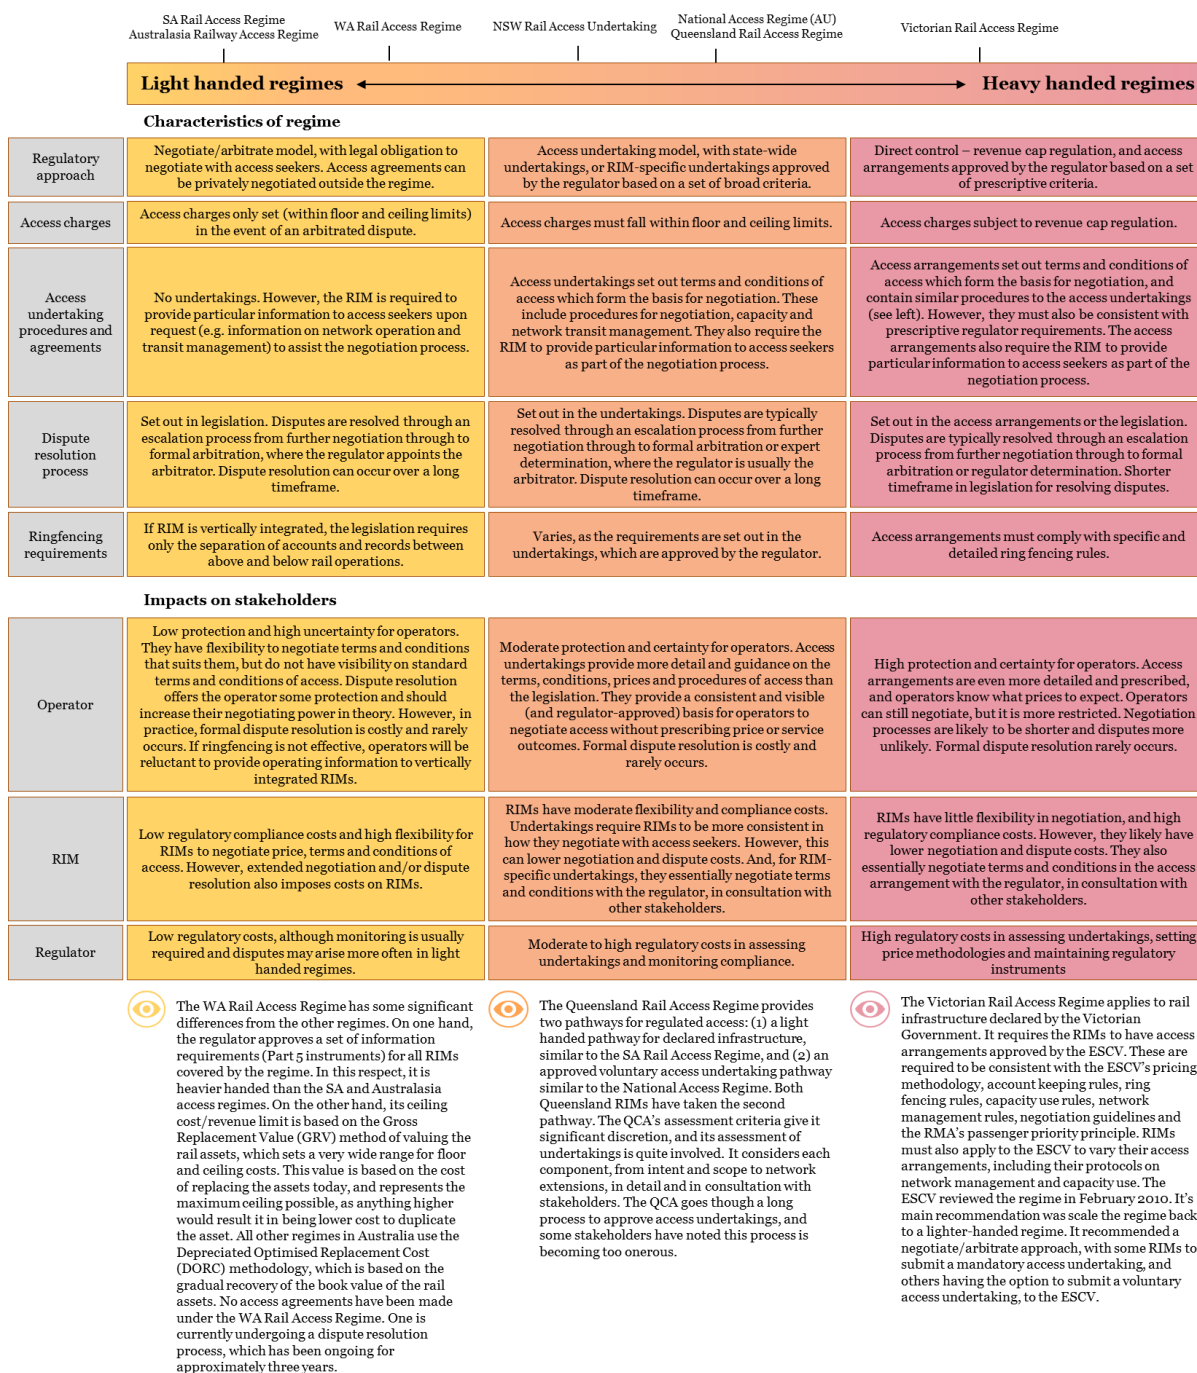 SA Rail Access Regime
Australasia Railway Access Regime
WA Rail Access Regime
NSW Rail Access Undertaking
National Access Regime (AU)
Queensland Rail Access Regime
Victorian Rail Access Regime
Light handed regimes
Heavy handed regimes
Characteristics of regime
Regulatory
approach
Negotiate/arbitrate model, with legal obligation to
negotiate with access seekers. Access agreements can
be privately negotiated outside the regime.
Access undertaking model, with state-wide
undertakings, or RIM-specific undertakings approved
by the regulator based on a set of broad criteria.
Direct control – revenue cap regulation, and access
arrangements approved by the regulator based on a set
of prescriptive criteria.
Access charges
Access charges only set (within floor and ceiling limits)
in the event of an arbitrated dispute.
Access charges must fall within floor and ceiling limits.
Access charges subject to revenue cap regulation.
Access
undertaking
procedures and
agreements
No undertakings. However, the RIM is required to
provide particular information to access seekers upon
request (e.g. information on network operation and
transit management) to assist the negotiation process.
Access undertakings set out terms and conditions of
access which form the basis for negotiation. These
include procedures for negotiation, capacity and
network transit management. They also require the
RIM to provide particular information to access seekers
as part of the negotiation process.
Access arrangements set out terms and conditions of
access which form the basis for negotiation, and
contain similar procedures to the access undertakings
(see left). However, they must also be consistent with
prescriptive regulator requirements. The access
arrangements also require the RIM to provide
particular information to access seekers as part of the
negotiation process.
Dispute
resolution
process
Set out in legislation. Disputes are resolved through an
escalation process from further negotiation through to
formal arbitration, where the regulator appoints the
arbitrator. Dispute resolution can occur over a long
timeframe.
Set out in the undertakings. Disputes are typically
resolved through an escalation process from further
negotiation through to formal arbitration or expert
determination, where the regulator is usually the
arbitrator. Dispute resolution can occur over a long
timeframe.
Set out in the access arrangements or the legislation.
Disputes are typically resolved through an escalation
process from further negotiation through to formal
arbitration or regulator determination. Shorter
timeframe in legislation for resolving disputes.
Ringfencing
requirements
If RIM is vertically integrated, the legislation requires
only the separation of accounts and records between
above and below rail operations.
Varies, as the requirements are set out in the
undertakings, which are approved by the regulator.
Access arrangements must comply with specific and
detailed ring fencing rules.
Impacts on stakeholders
Operator
Low protection and high uncertainty for operators.
They have flexibility to negotiate terms and conditions
that suits them, but do not have visibility on standard
terms and conditions of access. Dispute resolution
offers the operator some protection and should
increase their negotiating power in theory. However, in
practice, formal dispute resolution is costly and rarely
occurs. If ringfencing is not effective, operators will be
reluctant to provide operating information to vertically
integrated RIMs.
Moderate protection and certainty for operators. Access
undertakings provide more detail and guidance on the
terms, conditions, prices and procedures of access than
the legislation. They provide a consistent and visible
(and regulator-approved) basis for operators to
negotiate access without prescribing price or service
outcomes. Formal dispute resolution is costly and
rarely occurs.
High protection and certainty for operators. Access
arrangements are even more detailed and prescribed,
and operators know what prices to expect. Operators
can still negotiate, but it is more restricted. Negotiation
processes are likely to be shorter and disputes more
unlikely. Formal dispute resolution rarely occurs.
RIM
Low regulatory compliance costs and high flexibility for
RIMs to negotiate price, terms and conditions of
access. However, extended negotiation and/or dispute
resolution also imposes costs on RIMs.
RIMs have moderate flexibility and compliance costs.
Undertakings require RIMs to be more consistent in
how they negotiate with access seekers. However, this
can lower negotiation and dispute costs. And, for RIM-
specific undertakings, they essentially negotiate terms
and conditions with the regulator, in consultation with
other stakeholders.
RIMs have little flexibility in negotiation, and high
regulatory compliance costs. However, they likely have
lower negotiation and dispute costs. They also
essentially negotiate terms and conditions in the access
arrangement with the regulator, in consultation with
other stakeholders.
Regulator
Low regulatory costs, although monitoring is usually
required and disputes may arise more often in light
handed regimes.
Moderate to high regulatory costs in assessing
undertakings and monitoring compliance.
High regulatory costs in assessing undertakings, setting
price methodologies and maintaining regulatory
instruments
The WA Rail Access Regime has some significant
differences from the other regimes. On one hand,
the regulator approves a set of information
requirements (Part 5 instruments) for all RIMs
covered by the regime. In this respect, it is
heavier handed than the SA and Australasia
access regimes. On the other hand, its ceiling
cost/revenue limit is based on the Gross
Replacement Value (GRV) method of valuing the
rail assets, which sets a very wide range for floor
and ceiling costs. This value is based on the cost
of replacing the assets today, and represents the
maximum ceiling possible, as anything higher
would result it in being lower cost to duplicate
the asset. All other regimes in Australia use the
Depreciated Optimised Replacement Cost
(DORC) methodology, which is based on the
gradual recovery of the book value of the rail
assets. No access agreements have been made
under the WA Rail Access Regime. One is
currently undergoing a dispute resolution
process, which has been ongoing for
approximately three years.
The Queensland Rail Access Regime provides
two pathways for regulated access: (1) a light
handed pathway for declared infrastructure,
similar to the SA Rail Access Regime, and (2) an
approved voluntary access undertaking pathway
similar to the National Access Regime. Both
Queensland RIMs have taken the second
pathway. The QCA's assessment criteria give it
significant discretion, and its assessment of
undertakings is quite involved. It considers each
component, from intent and scope to network
extensions, in detail and in consultation with
stakeholders. The QCA goes though a long
process to approve access undertakings, and
some stakeholders have noted this process is
becoming too onerous.
The Victorian Rail Access Regime applies to rail
infrastructure declared by the Victorian
Government. It requires the RIMs to have access
arrangements approved by the ESCV. These are
required to be consistent with the ESCV's pricing
methodology, account keeping rules, ring
fencing rules, capacity use rules, network
management rules, negotiation guidelines and
the RMA's passenger priority principle. RIMs
must also apply to the ESCV to vary their access
arrangements, including their protocols on
network management and capacity use. The
ESCV reviewed the regime in February 2010. It's
main recommendation was scale the regime back
to a lighter-handed regime. It recommended a
negotiate/arbitrate approach, with some RIMs to
submit a mandatory access undertaking, and
others having the option to submit a voluntary
access undertaking, to the ESCV.